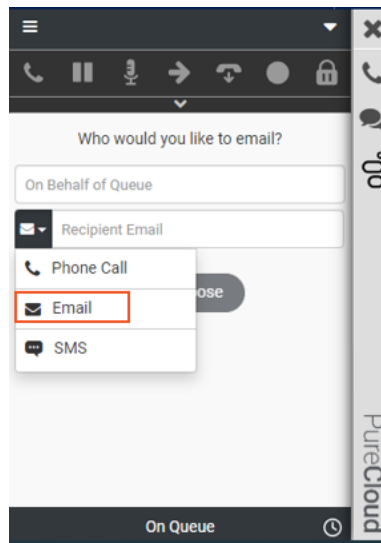 Who would you like to email?
On Behalf of Queue
Recipient Email
Phone Call
ose
Email
SMS
PureCloud
On Queue